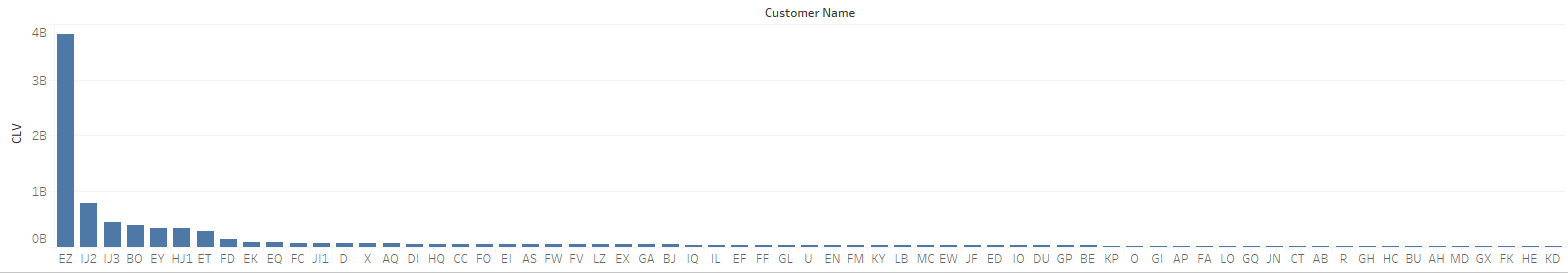 Customer Name
4B
3B
2B
1B
0B
CLV
EZ IJ2 IJ3 BO EY HJ1 ET FD EK EQ FC JI1 D X AQ DI HQ CC FO EI AS FW FV LZ EX GA BJ IQ IL EF FF GL U EN FM KY LB MC EW JF ED IO DU GP BE KP O GI AP FA LO GQ JN CT AB R GH HC BU AH MD GX FK HE KD